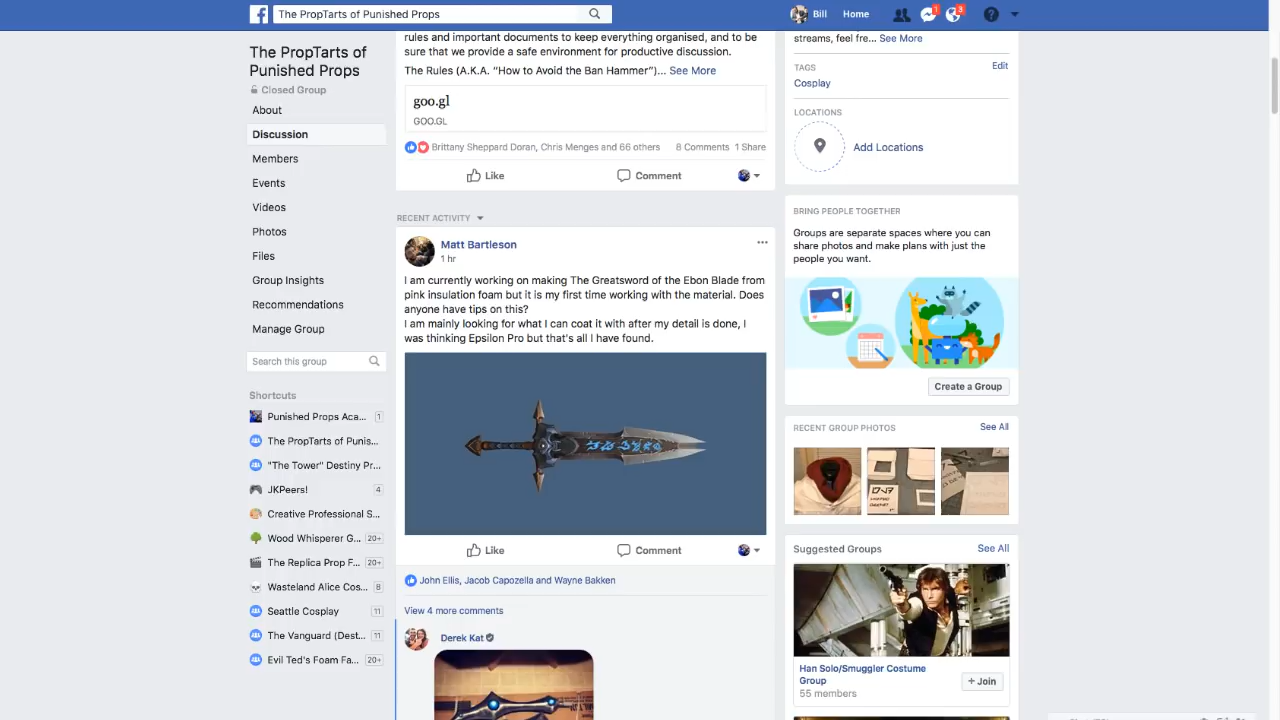 The PropTarts of Punished Props
Bill
Home
1
3
The PropTarts of
Punished Props
Closed Group
About
Discussion
Members
Events
Videos
Photos
Files
Group Insights
Recommendations
Manage Group
Search this group
Shortcuts
Punished Props Aca... 1
The PropTarts of Punis...
"The Tower" Destiny Pr...
JKPeers! 4
Creative Professional S...
Wood Whisperer G... 20+
The Replica Prop F... 20+
Wasteland Alice Cos... 8
Seattle Cosplay 11
The Vanguard (Dest... 11
Evil Ted's Foam Fa... 20+
rules and important documents to keep everything organised, and to be
sure that we provide a safe environment for productive discussion.
The Rules (A.K.A. “How to Avoid the Ban Hammer”)... See More
goo.gl
GOO.GL
Brittany Sheppard Doran, Chris Menges and 66 others 8 Comments 1 Share
Like Comment
RECENT ACTIVITY
Matt Bartleson
1 hr
I am currently working on making The Greatsword of the Ebon Blade from
pink insulation foam but it is my first time working with the material. Does
anyone have tips on this?
I am mainly looking for what I can coat it with after my detail is done, I
was thinking Epsilon Pro but that's all I have found.
Like Comment
John Ellis, Jacob Capozella and Wayne Bakken
View 4 more comments
Derek Kat
streams, feel fre... See More
TAGS Edit
Cosplay
LOCATIONS
Add Locations
BRING PEOPLE TOGETHER
Groups are separate spaces where you can
share photos and make plans with just the
people you want.
Create a Group
RECENT GROUP PHOTOS See All
Suggested Groups See All
Han Solo/Smuggler Costume
Group
55 members
+ Join